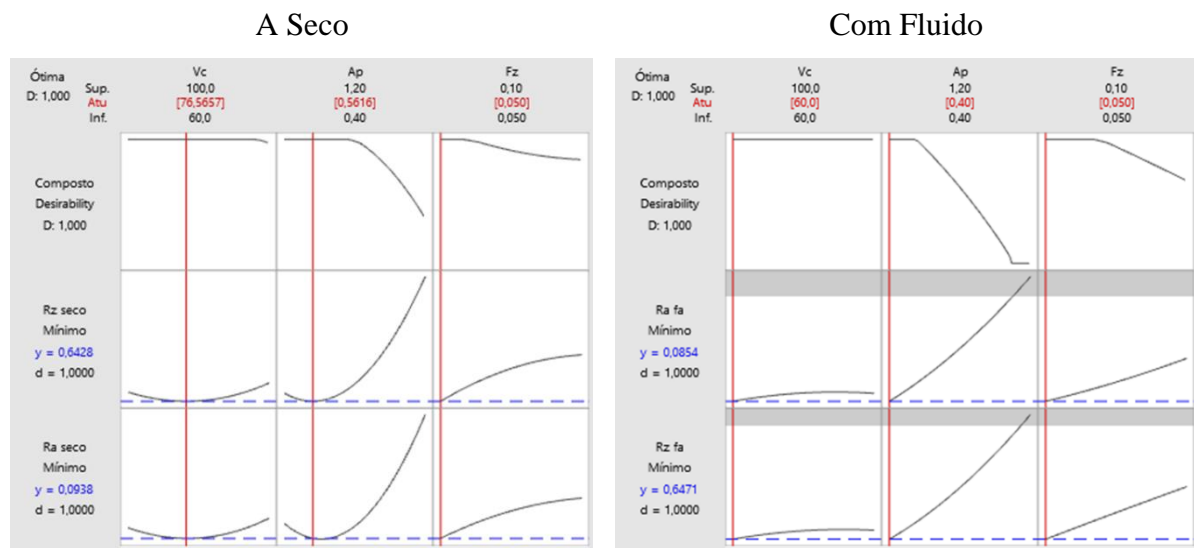 A Seco
Ótima
D: 1,000
Sup.
Atu
Inf.
Vc
100,0
[76,5657]
60,0
Ap
1,20
[0,5616]
0,40
Fz
0,10
[0,050]
0,050
Composto
Desirability
D: 1,000
Rz seco
Mínimo
y = 0,6428
d = 1,0000
Ra seco
Mínimo
y = 0,0938
d = 1,0000
Com Fluido
Ótima
D: 1,000
Sup.
Atu
Inf.
Vc
100,0
[60,0]
60,0
Ap
1,20
[0,40]
0,40
Fz
0,10
[0,050]
0,050
Composto
Desirability
D: 1,000
Ra fa
Mínimo
y = 0,0854
d = 1,0000
Rz fa
Mínimo
y = 0,6471
d = 1,0000